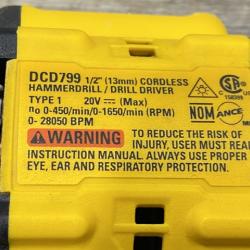 DCD799 1/2" (13mm) CORDLESS
HAMMERDRILL / DRILL DRIVER
TYPE 1 20V ⎓ (Max)
n₀ 0-450/min/0-1650/min (RPM)
0- 28050 BPM
SA
NOM ANCE
⚠WARNING TO REDUCE THE RISK OF
INJURY, USER MUST REA
INSTRUCTION MANUAL. ALWAYS USE PROPER
EYE, EAR AND RESPIRATORY PROTECTION.